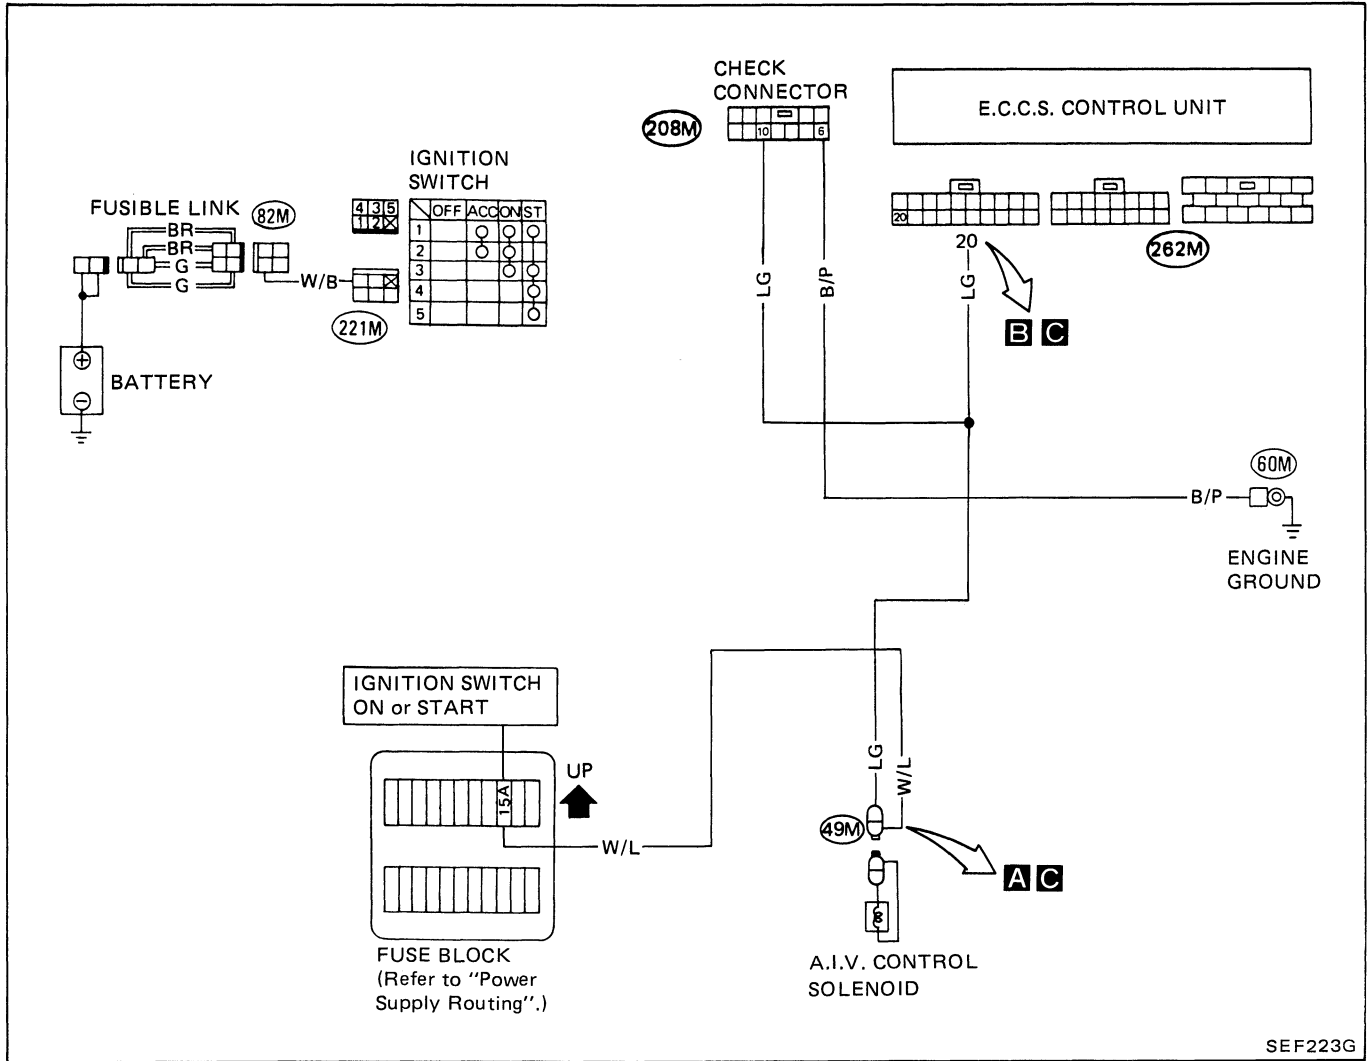 CHECK
CONNECTOR
208M
10
6
E.C.C.S. CONTROL UNIT
IGNITION
SWITCH
FUSIBLE LINK
82M
BR
BR
G
G
W/B
221M
4 3 5
1 2
OFF ACC ON ST
1
2
3
4
5
20
20
262M
LG
B/P
LG
B C
BATTERY
60M
B/P
ENGINE
GROUND
IGNITION SWITCH
ON or START
UP
15A
W/L
LG
W/L
49M
A C
FUSE BLOCK
(Refer to "Power
Supply Routing".)
A.I.V. CONTROL
SOLENOID
SEF223G